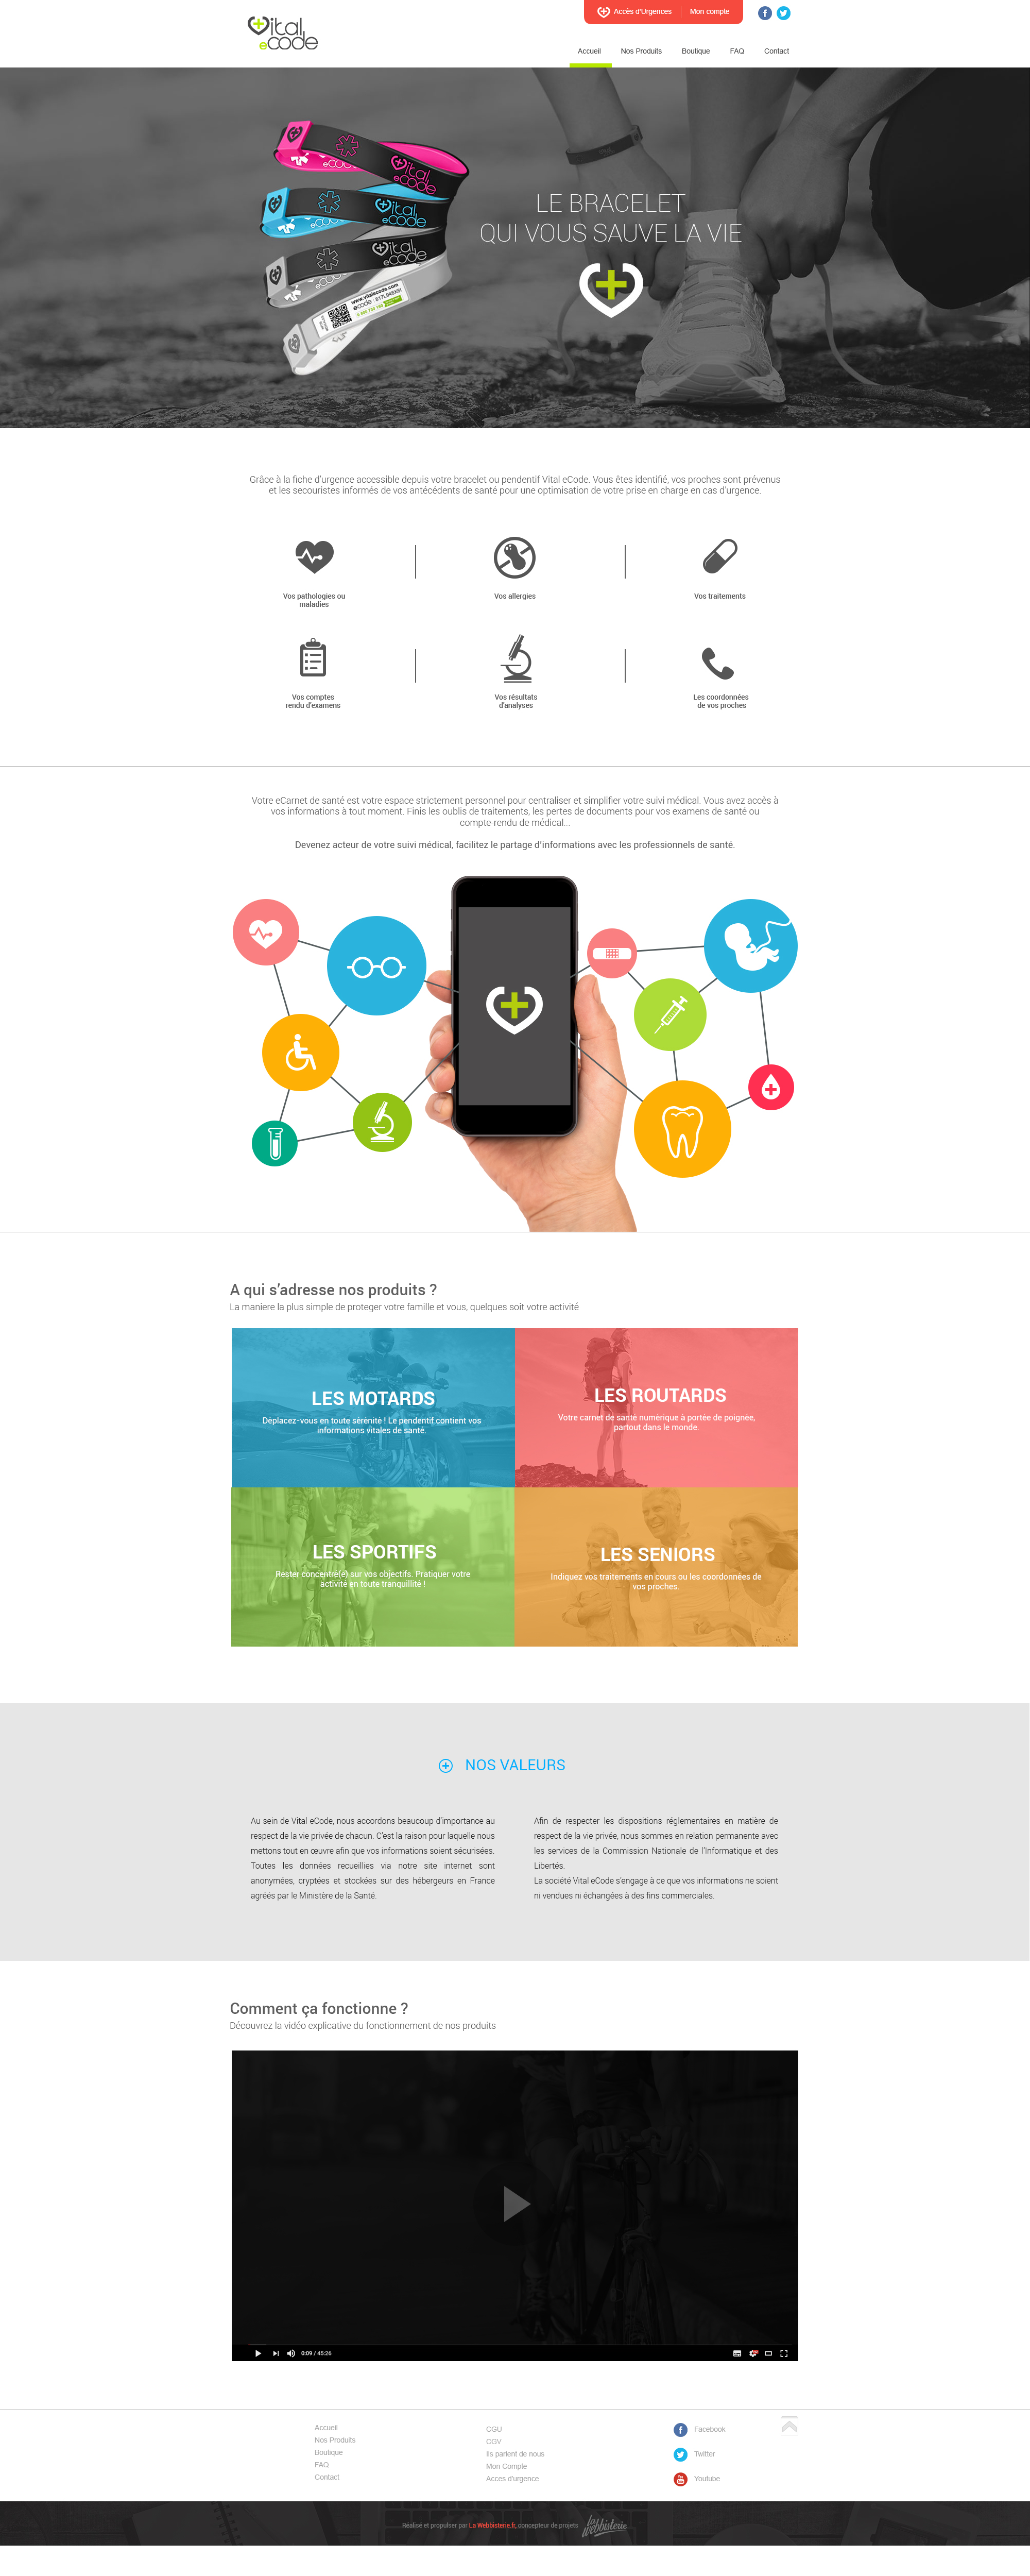 Accès d'Urgences
Mon compte
Vital
eCode
Accueil
Nos Produits
Boutique
FAQ
Contact
Vital
eCode
Vital
eCode
Vital
eCode
www.vitalecode.com
LE BRACELET
QUI VOUS SAUVE LA VIE
Grâce à la fiche d'urgence accessible depuis votre bracelet ou pendentif Vital eCode. Vous êtes identifié, vos proches sont prévenus
et les secouristes informés de vos antécédents de santé pour une optimisation de votre prise en charge en cas d'urgence.
Vos pathologies ou
maladies
Vos allergies
Vos traitements
Vos comptes
rendu d'examens
Vos résultats
d'analyses
Les coordonnées
de vos proches
Votre eCarnet de santé est votre espace strictement personnel pour centraliser et simplifier votre suivi médical. Vous avez accès à
vos informations à tout moment. Finis les oublis de traitements, les pertes de documents pour vos examens de santé ou
compte-rendu de médical...
Devenez acteur de votre suivi médical, facilitez le partage d'informations avec les professionnels de santé.
A qui s'adresse nos produits ?
La maniere la plus simple de proteger votre famille et vous, quelques soit votre activité
LES MOTARDS
Déplacez-vous en toute sérénité ! Le pendentif contient vos
informations vitales de santé.
LES ROUTARDS
Votre carnet de santé numérique à portée de poignée,
partout dans le monde.
LES SPORTIFS
Rester concentré(e) sur vos objectifs. Pratiquer votre
activité en toute tranquillité !
LES SENIORS
Indiquez vos traitements en cours ou les coordonnées de
vos proches.
NOS VALEURS
Au sein de Vital eCode, nous accordons beaucoup d'importance au
respect de la vie privée de chacun. C'est la raison pour laquelle nous
mettons tout en œuvre afin que vos informations soient sécurisées.
Toutes les données recueillies via notre site internet sont
anonymées, cryptées et stockées sur des hébergeurs en France
agréés par le Ministère de la Santé.
Afin de respecter les dispositions réglementaires en matière de
respect de la vie privée, nous sommes en relation permanente avec
les services de la Commission Nationale de l'Informatique et des
Libertés.
La société Vital eCode s'engage à ce que vos informations ne soient
ni vendues ni échangées à des fins commerciales.
Comment ça fonctionne ?
Découvrez la vidéo explicative du fonctionnement de nos produits
0:09 / 45:26
Accueil
Nos Produits
Boutique
FAQ
Contact
CGU
CGV
Ils parlent de nous
Mon Compte
Acces d'urgence
Facebook
Twitter
Youtube
Réalisé et propulser par La Webbisterie.fr, concepteur de projets
La Webbisterie